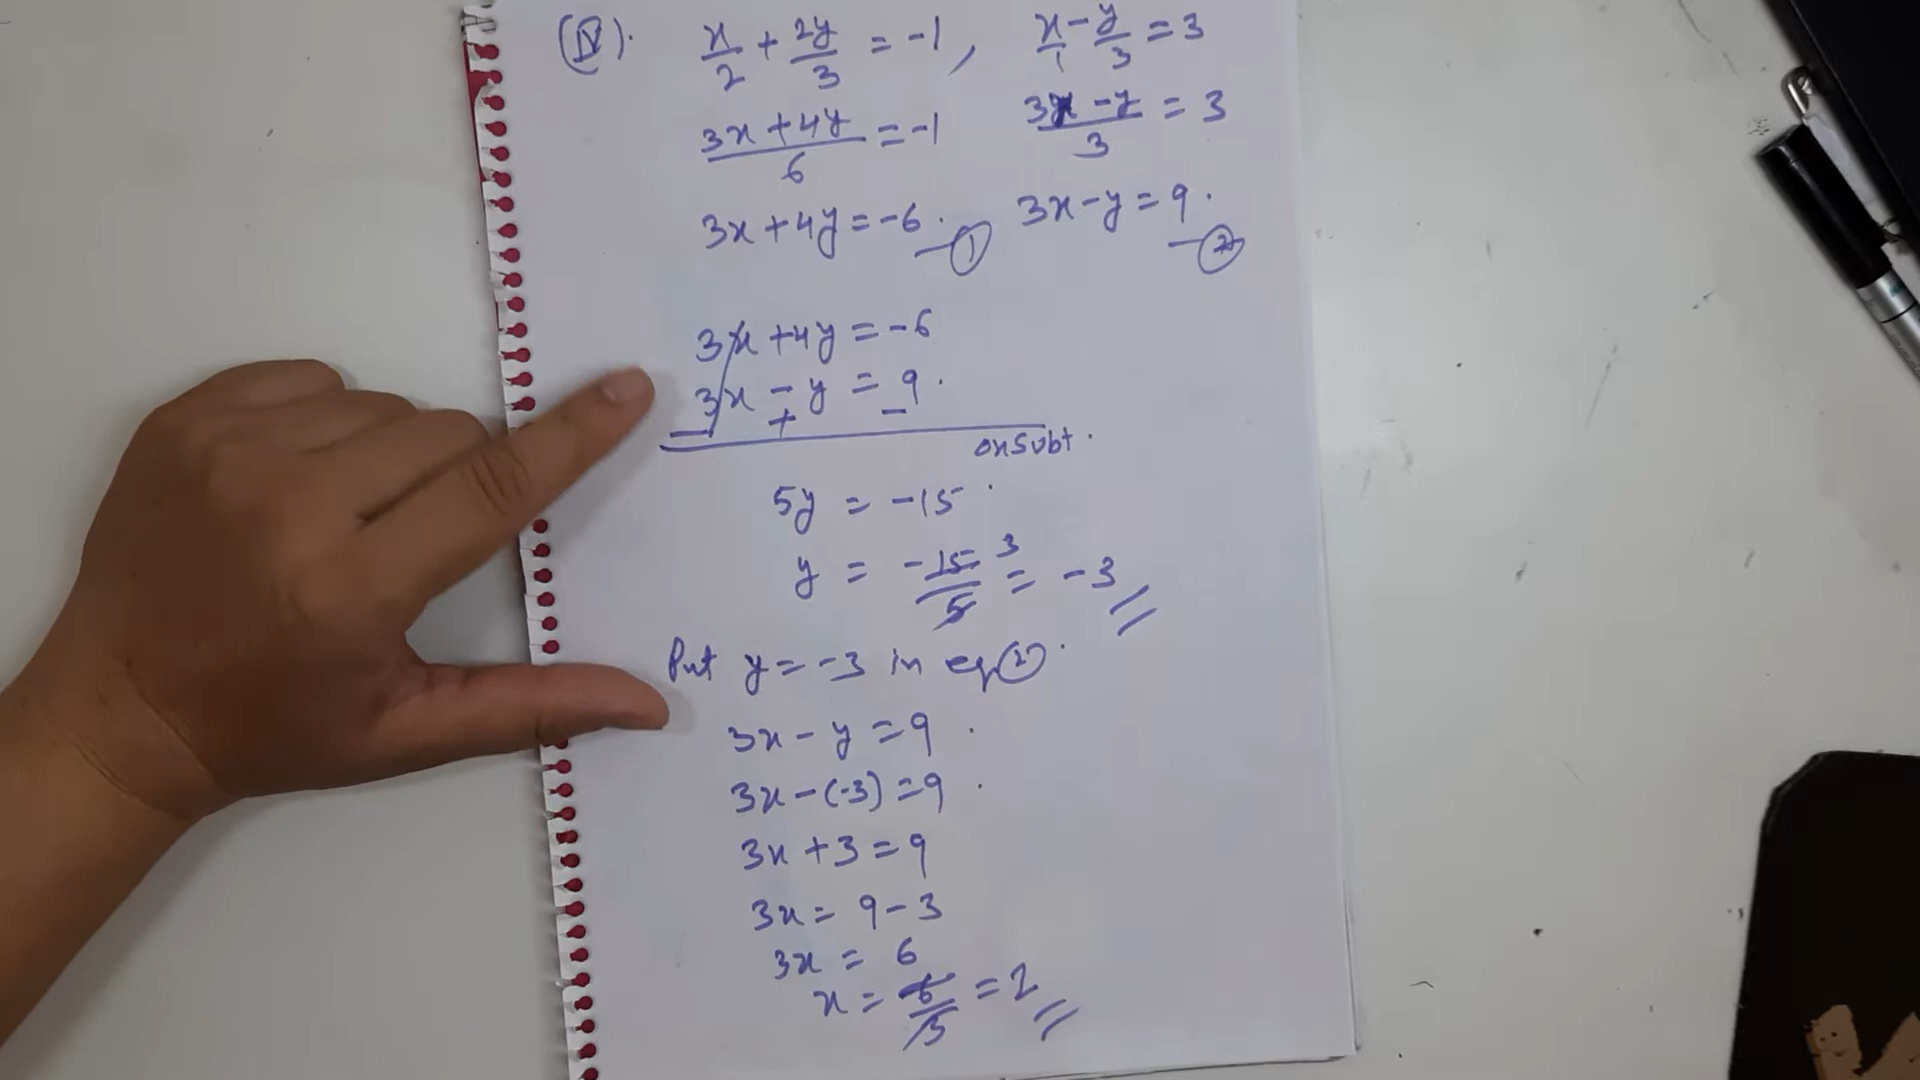 (IV). x/2 + 2y/3 = -1, x/1 - y/3 = 3
(3x + 4y)/6 = -1 (3x - y)/3 = 3
3x + 4y = -6. —① 3x - y = 9. —②
3x + 4y = -6
3x - y = 9.
- + -
on subt.
5y = -15
y = -15/5 3 = -3
Put y = -3 in eq②.
3x - y = 9.
3x - (-3) = 9.
3x + 3 = 9
3x = 9 - 3
3x = 6
x = 6/3 = 2